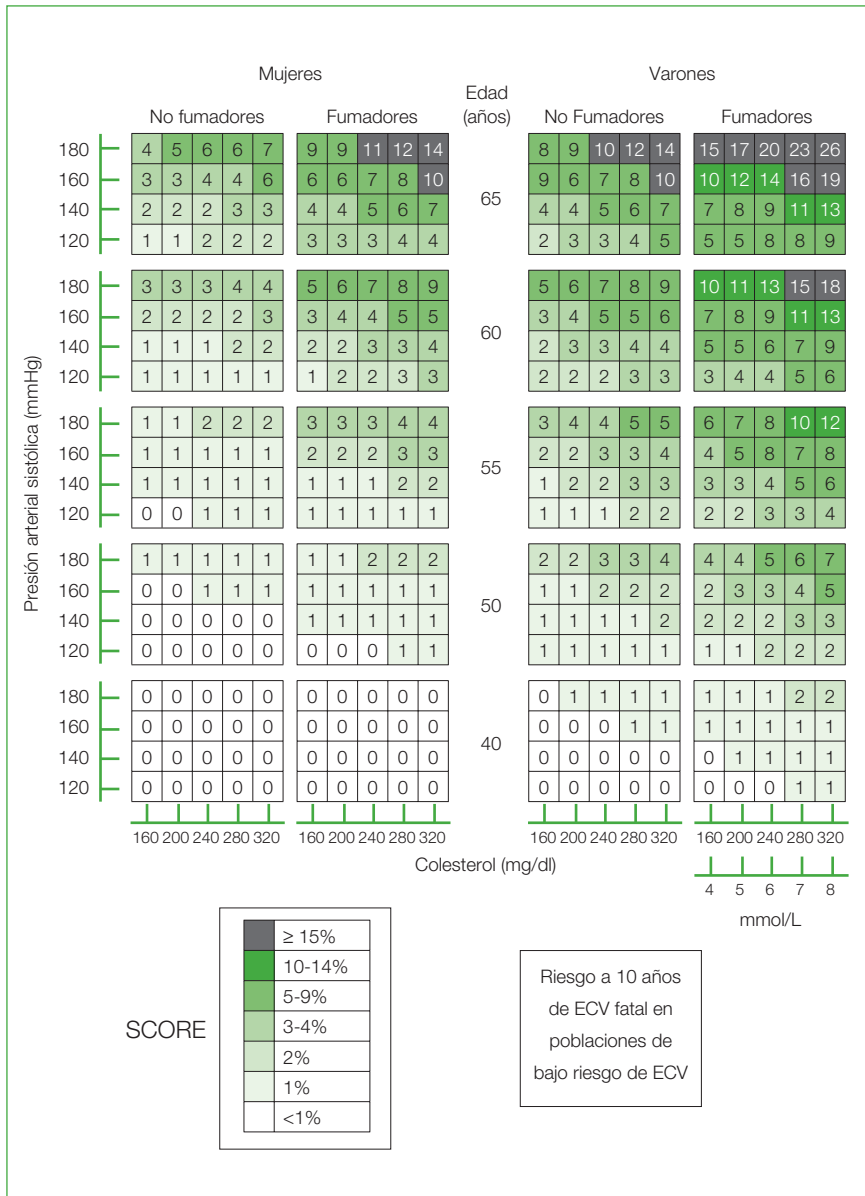 Mujeres Varones
Edad
(años)
No fumadores Fumadores No Fumadores Fumadores
Presión arterial sistólica (mmHg)
180 4 5 6 6 7 9 9 11 12 14 8 9 10 12 14 15 17 20 23 26
160 3 3 4 4 6 6 6 7 8 10 9 6 7 8 10 10 12 14 16 19
65
140 2 2 2 3 3 4 4 5 6 7 4 4 5 6 7 7 8 9 11 13
120 1 1 2 2 2 3 3 3 4 4 2 3 3 4 5 5 5 8 8 9
180 3 3 3 4 4 5 6 7 8 9 5 6 7 8 9 10 11 13 15 18
160 2 2 2 2 3 3 4 4 5 5 3 4 5 5 6 7 8 9 11 13
60
140 1 1 1 2 2 2 2 3 3 4 2 3 3 4 4 5 5 6 7 9
120 1 1 1 1 1 1 2 2 3 3 2 2 2 3 3 3 4 4 5 6
180 1 1 2 2 2 3 3 3 4 4 3 4 4 5 5 6 7 8 10 12
160 1 1 1 1 1 2 2 2 3 3 2 2 3 3 4 4 5 8 7 8
55
140 1 1 1 1 1 1 1 1 2 2 1 2 2 3 3 3 3 4 5 6
120 0 0 1 1 1 1 1 1 1 1 1 1 1 2 2 2 2 3 3 4
180 1 1 1 1 1 1 1 2 2 2 2 2 3 3 4 4 4 5 6 7
160 0 0 1 1 1 1 1 1 1 1 1 1 2 2 2 2 3 3 4 5
50
140 0 0 0 0 0 1 1 1 1 1 1 1 1 1 2 2 2 2 3 3
120 0 0 0 0 0 0 0 0 1 1 1 1 1 1 1 1 1 2 2 2
180 0 0 0 0 0 0 0 0 0 0 0 1 1 1 1 1 1 1 2 2
160 0 0 0 0 0 0 0 0 0 0 0 0 0 1 1 1 1 1 1 1
40
140 0 0 0 0 0 0 0 0 0 0 0 0 0 0 0 0 1 1 1 1
120 0 0 0 0 0 0 0 0 0 0 0 0 0 0 0 0 0 0 1 1
160 200 240 280 320 160 200 240 280 320 160 200 240 280 320 160 200 240 280 320
Colesterol (mg/dl)
4 5 6 7 8
mmol/L
SCORE
≥ 15%
10-14%
5-9%
3-4%
2%
1%
<1%
Riesgo a 10 años
de ECV fatal en
poblaciones de
bajo riesgo de ECV